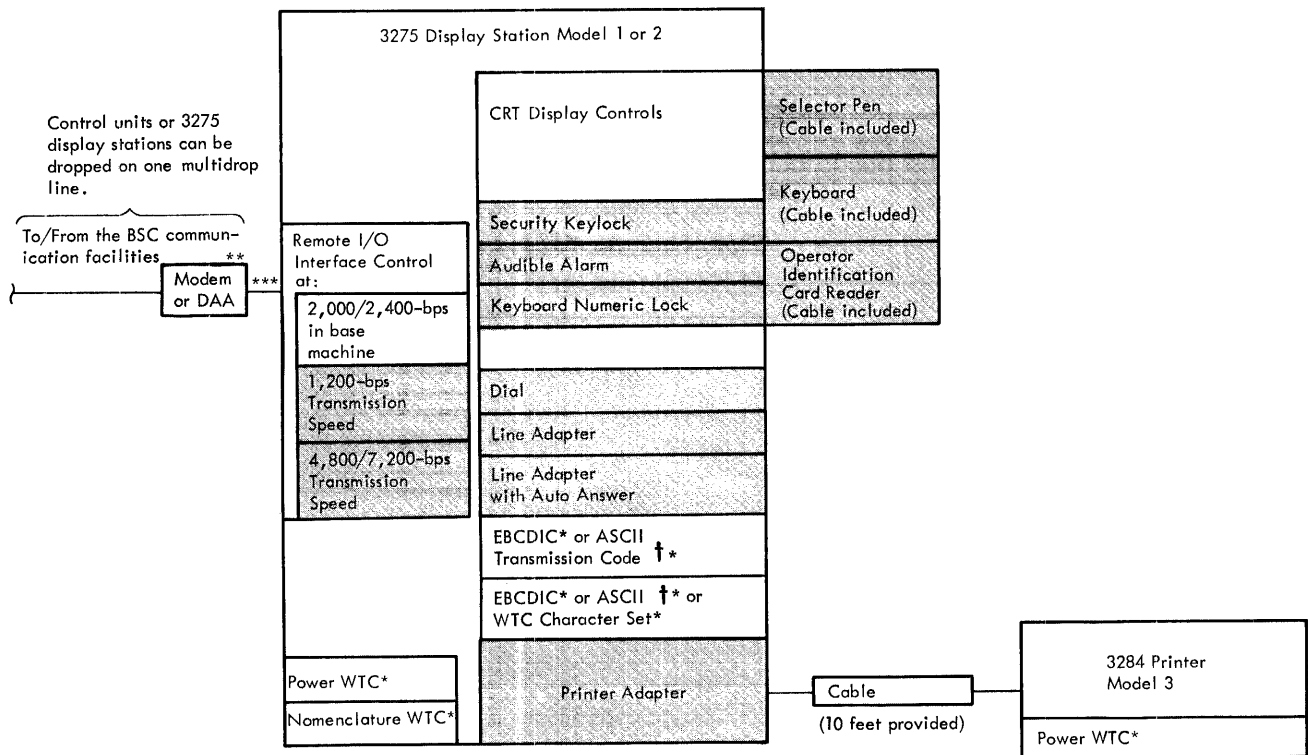 3275 Display Station Model 1 or 2
CRT Display Controls
Selector Pen
(Cable included)
Control units or 3275
display stations can be
dropped on one multidrop
line.
Keyboard
(Cable included)
To/From the BSC commun-
ication facilities **
Modem
or DAA
***
Remote I/O
Interface Control
at:
2,000/2,400-bps
in base
machine
1,200-bps
Transmission
Speed
4,800/7,200-bps
Transmission
Speed
Security Keylock
Audible Alarm
Keyboard Numeric Lock
Operator
Identification
Card Reader
(Cable included)
Dial
Line Adapter
Line Adapter
with Auto Answer
EBCDIC* or ASCII
Transmission Code †*
EBCDIC* or ASCII †* or
WTC Character Set*
Power WTC*
Nomenclature WTC*
Printer Adapter
Cable
(10 feet provided)
3284 Printer
Model 3
Power WTC*